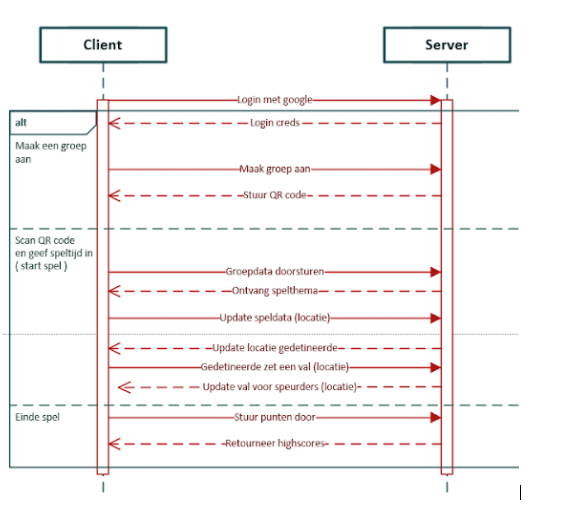 Client
Server
Login met google
alt
Login creds
Maak een groep
aan
Maak groep aan
Stuur QR code
Scan QR code
en geef speltijd in
( start spel )
Groepdata doorsturen
Ontvang spelthema
Update speldata (locatie)
Update locatie gedetineerde
Gedetineerde zet een val (locatie)
Update val voor speurders (locatie)
Einde spel
Stuur punten door
Retourneer highscores